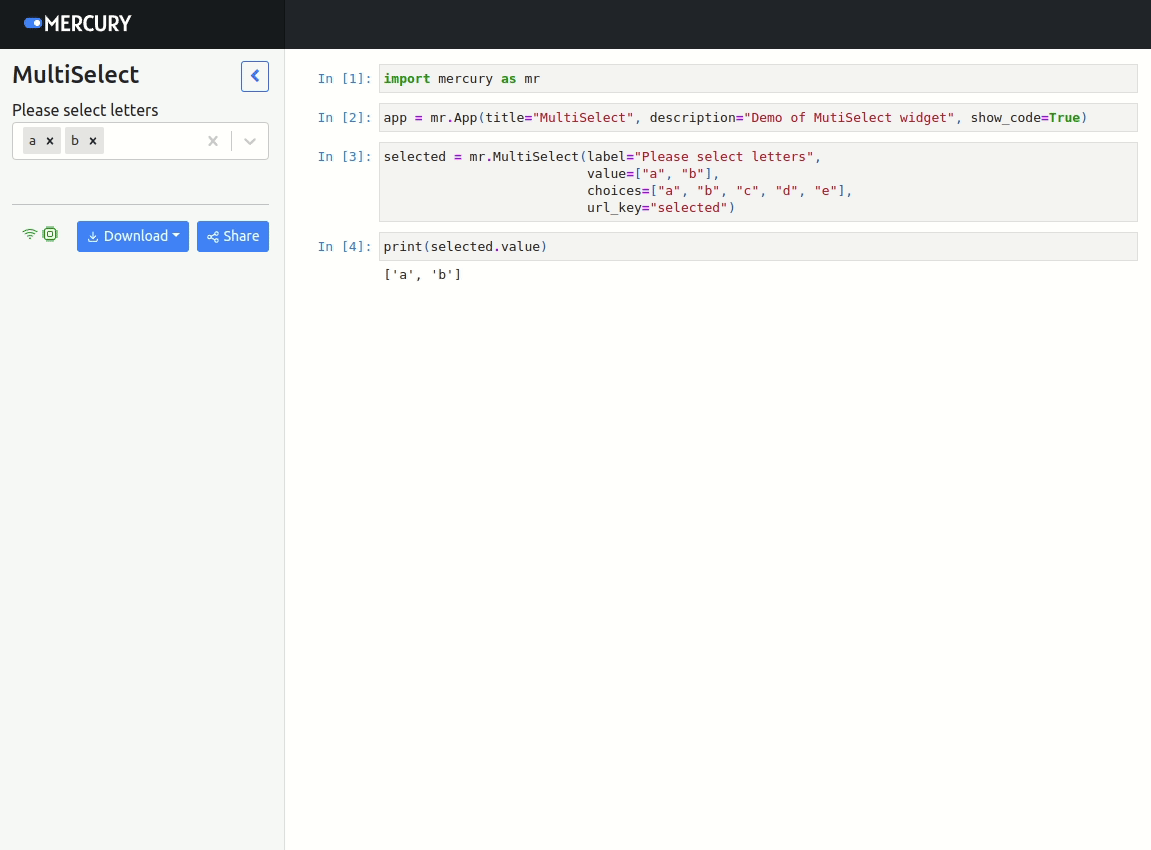 MERCURY
MultiSelect
Please select letters
a × b ×
Download
Share
In [1]: import mercury as mr
In [2]: app = mr.App(title="MultiSelect", description="Demo of MutiSelect widget", show_code=True)
In [3]: selected = mr.MultiSelect(label="Please select letters",
value=["a", "b"],
choices=["a", "b", "c", "d", "e"],
url_key="selected")
In [4]: print(selected.value)
['a', 'b']